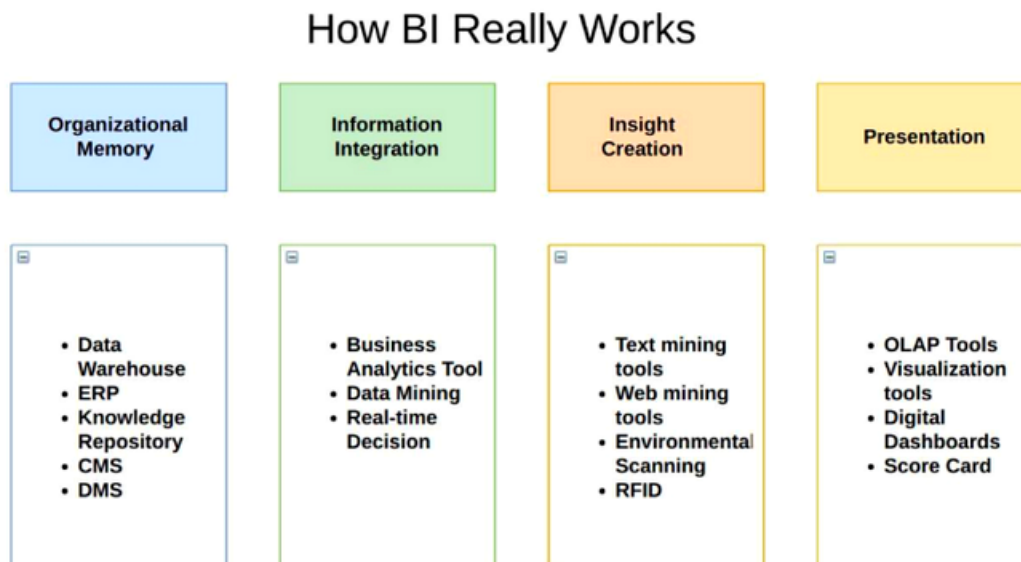 How BI Really Works
Organizational
Memory
Information
Integration
Insight
Creation
Presentation
• Data
Warehouse
• ERP
• Knowledge
Repository
• CMS
• DMS
• Business
Analytics Tool
• Data Mining
• Real-time
Decision
• Text mining
tools
• Web mining
tools
• Environmental
Scanning
• RFID
• OLAP Tools
• Visualization
tools
• Digital
Dashboards
• Score Card